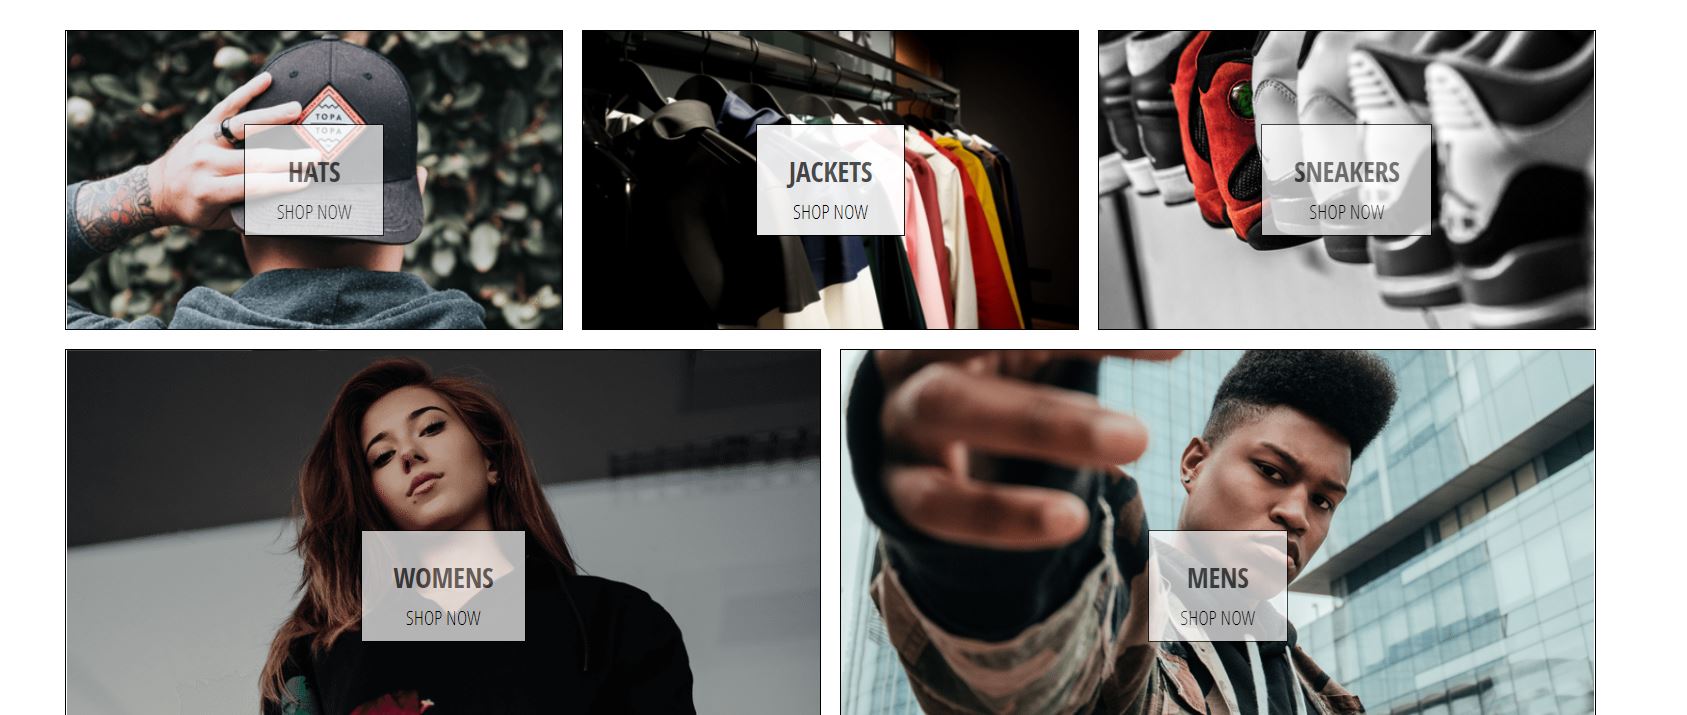 TOPA
TOPA
HATS
SHOP NOW
JACKETS
SHOP NOW
SNEAKERS
SHOP NOW
WOMENS
SHOP NOW
MENS
SHOP NOW